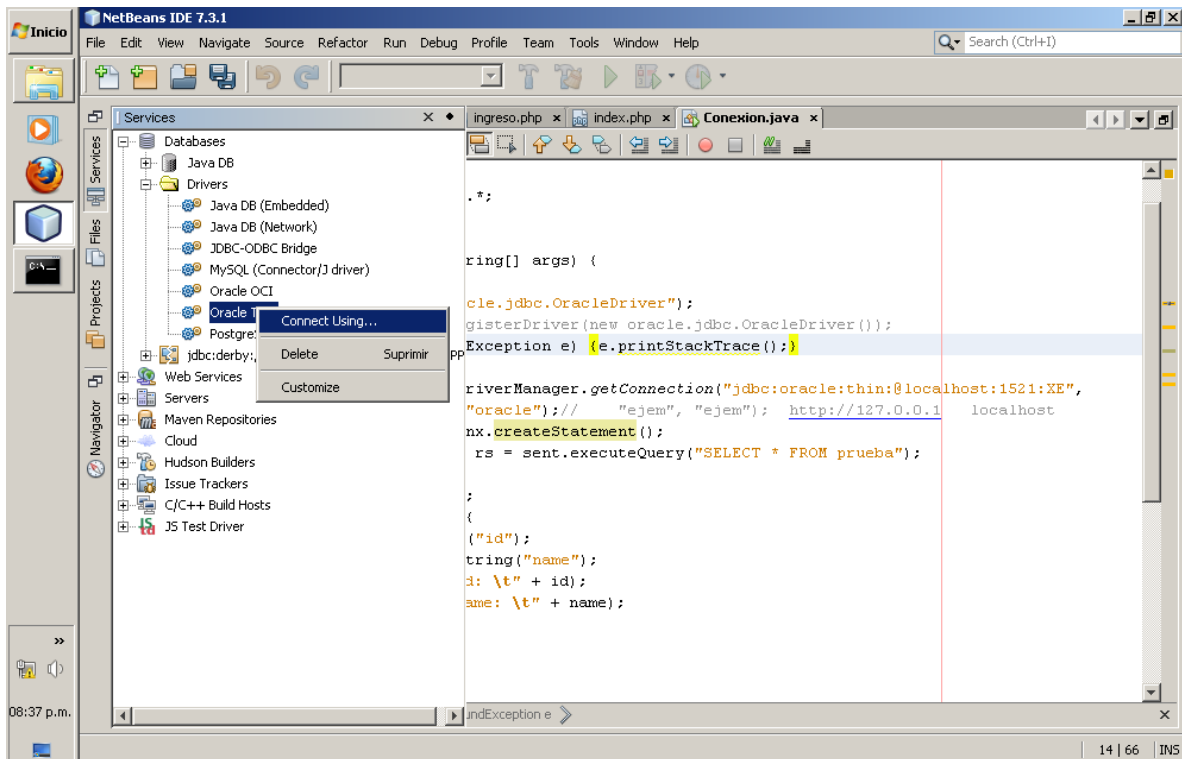 Inicio
NetBeans IDE 7.3.1
File Edit View Navigate Source Refactor Run Debug Profile Team Tools Window Help
Search (Ctrl+I)
Services
ingreso.php
index.php
Conexion.java
Services
Files
Projects
Navigator
Databases
Java DB
Drivers
Java DB (Embedded)
Java DB (Network)
JDBC-ODBC Bridge
MySQL (Connector/J driver)
Oracle OCI
Oracle T
Postgre
jdbc:derby:
Web Services
Servers
Maven Repositories
Cloud
Hudson Builders
Issue Trackers
C/C++ Build Hosts
JS Test Driver
Connect Using...
Delete Suprimir
Customize
PP
.*;
ring[] args) {
cle.jdbc.OracleDriver");
gisterDriver(new oracle.jdbc.OracleDriver());
Exception e) {e.printStackTrace();}
riverManager.getConnection("jdbc:oracle:thin:@localhost:1521:XE",
"oracle");// "ejem", "ejem"); http://127.0.0.1 localhost
nx.createStatement();
rs = sent.executeQuery("SELECT * FROM prueba");
;
{
("id");
tring("name");
d: \t" + id);
ame: \t" + name);
undException e
08:37 p.m.
14 | 66 INS